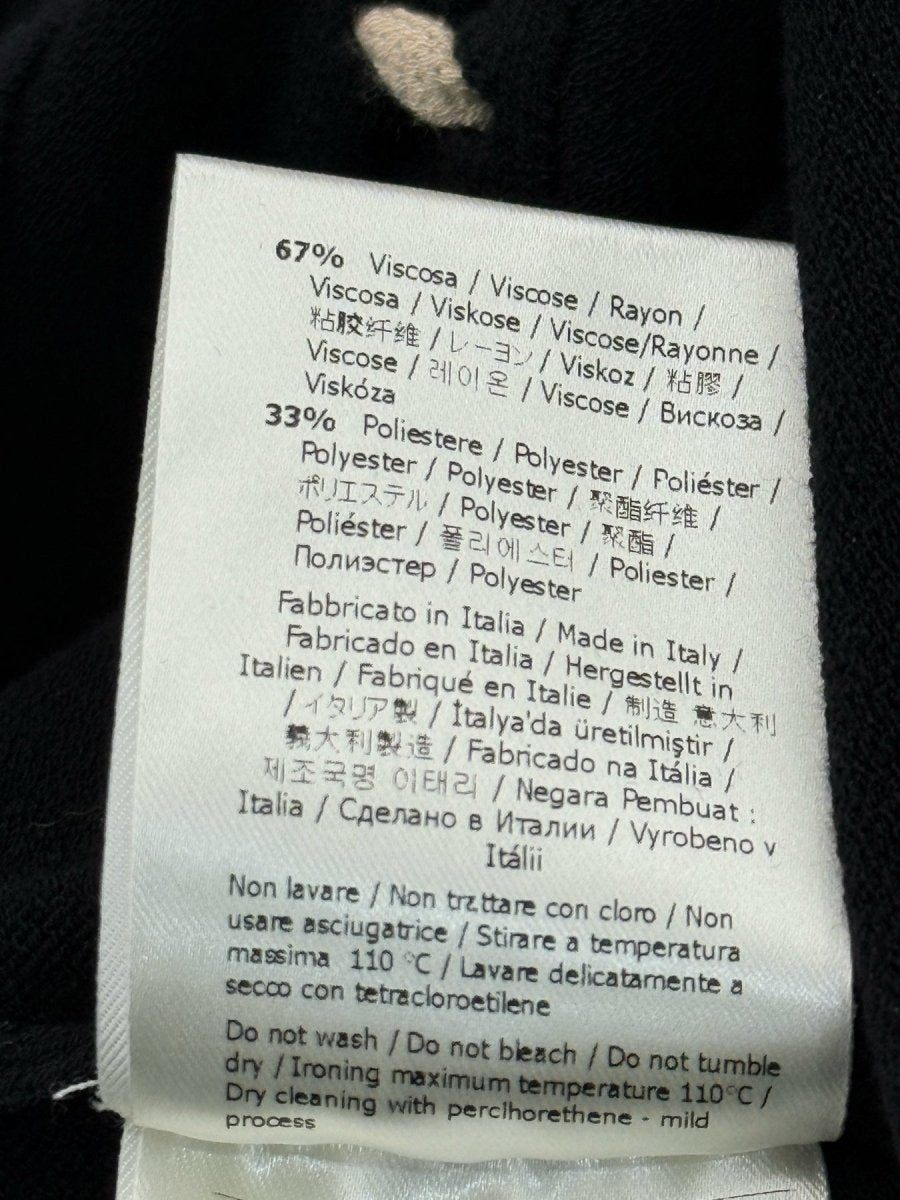 67% Viscosa / Viscose / Rayon /
Viscosa / Viskose / Viscose/Rayonne /
粘胶纤维 / レーヨン / Viskoz / 粘膠 /
Viscose / 레이온 / Viscose / Вискоза /
Viskóza
33% Poliestere / Polyester / Poliéster /
Polyester / Polyester / 聚酯纤维 /
ポリエステル / Polyester / 聚酯 /
Poliéster / 폴리에스터 / Poliester /
Полиэстер / Polyester
Fabbricato in Italia / Made in Italy /
Fabricado en Italia / Hergestellt in
Italien / Fabriqué en Italie / 制造 意大利
/ イタリア製 / İtalya'da üretilmiştir /
義大利製造 / Fabricado na Itália /
제조국명 이태리 / Negara Pembuat :
Italia / Сделано в Италии / Vyrobeno v
Itálii
Non lavare / Non trattare con cloro / Non
usare asciugatrice / Stirare a temperatura
massima 110 °C / Lavare delicatamente a
secco con tetracloroetilene
Do not wash / Do not bleach / Do not tumble
dry / Ironing maximum temperature 110°C /
Dry cleaning with perclhorethene - mild
process